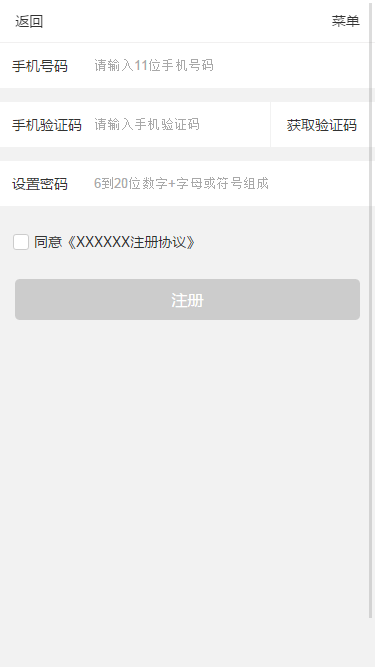 返回 菜单
手机号码 请输入11位手机号码
手机验证码 请输入手机验证码 获取验证码
设置密码 6到20位数字+字母或符号组成
同意《XXXXXX注册协议》
注册